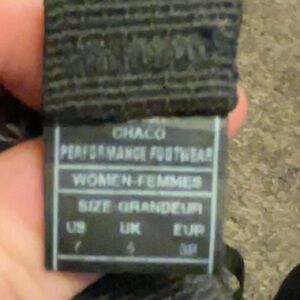 CHACO
PERFORMANCE FOOTWEAR
WOMEN-FEMMES
SIZE GRANDEUR
US UK EUR
7 5 38